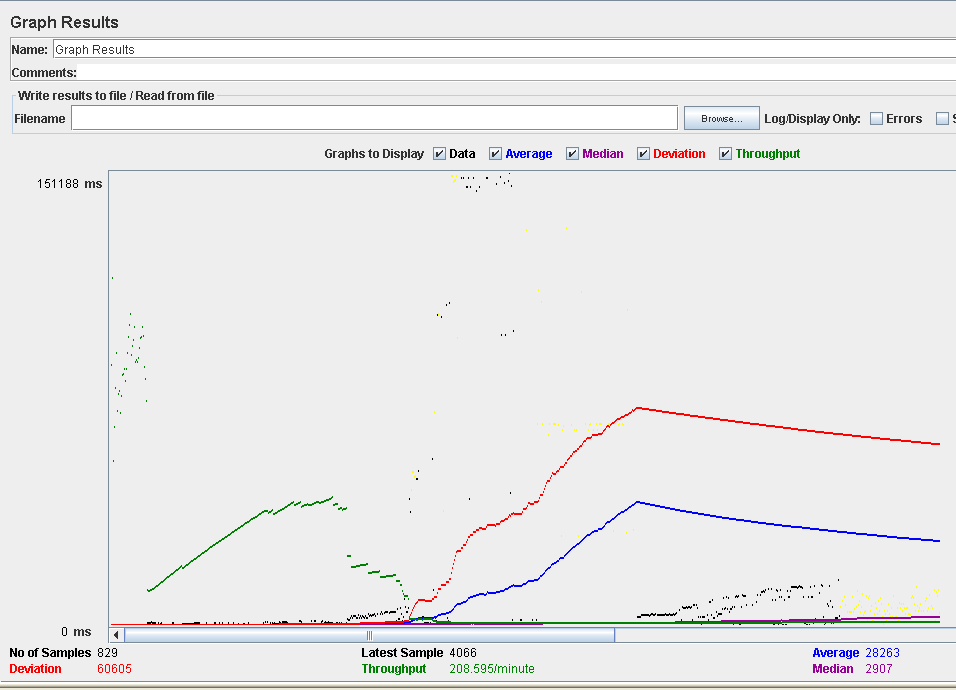 Graph Results
Name: Graph Results
Comments:
Write results to file / Read from file
Filename Browse... Log/Display Only: Errors
Graphs to Display Data Average Median Deviation Throughput
151188 ms
0 ms
No of Samples 829 Latest Sample 4066 Average 28263
Deviation 60605 Throughput 208.595/minute Median 2907